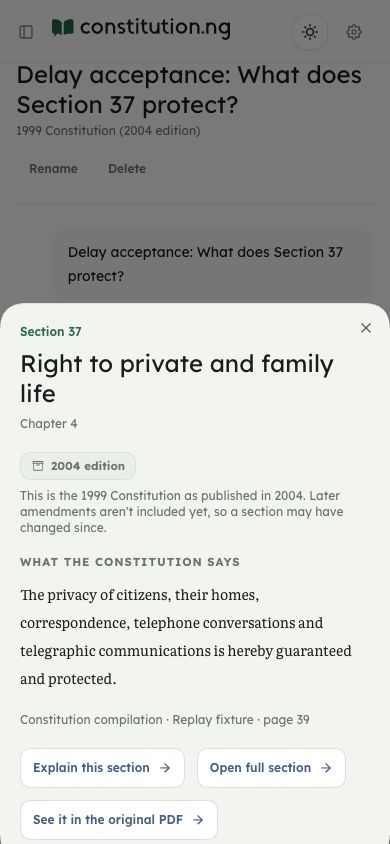 constitution.ng
Delay acceptance: What does
Section 37 protect?
1999 Constitution (2004 edition)
Rename Delete
Delay acceptance: What does Section 37
protect?
Section 37
Right to private and family
life
Chapter 4
2004 edition
This is the 1999 Constitution as published in 2004. Later
amendments aren't included yet, so a section may have
changed since.
WHAT THE CONSTITUTION SAYS
The privacy of citizens, their homes,
correspondence, telephone conversations and
telegraphic communications is hereby guaranteed
and protected.
Constitution compilation · Replay fixture · page 39
Explain this section → Open full section →
See it in the original PDF →